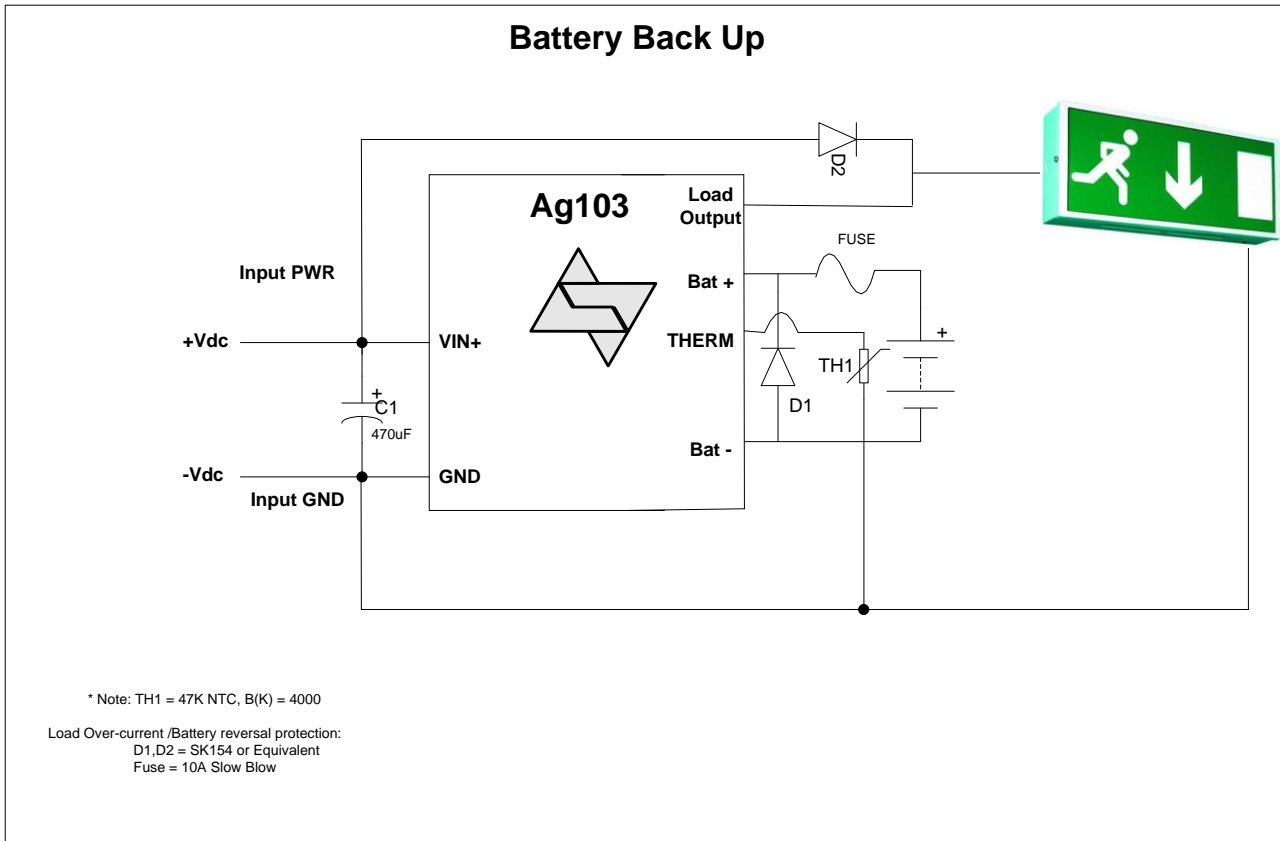 Battery Back Up
D2
Ag103
Load
Output
FUSE
Input PWR
Bat +
+Vdc
VIN+
THERM
+
TH1
+
C1
D1
470uF
Bat -
-Vdc
GND
Input GND
* Note: TH1 = 47K NTC, B(K) = 4000
Load Over-current /Battery reversal protection:
D1,D2 = SK154 or Equivalent
Fuse = 10A Slow Blow